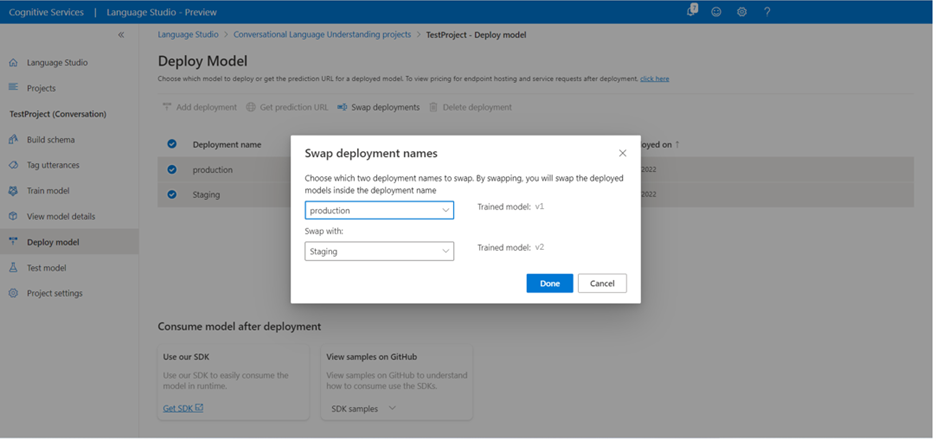 Cognitive Services | Language Studio - Preview
?
Language Studio > Conversational Language Understanding projects > TestProject - Deploy model
Deploy Model
Choose which model to deploy or get the prediction URL for a deployed model. To view pricing for endpoint hosting and service requests after deployment, click here
Language Studio
Projects
TestProject (Conversation)
Build schema
Tag utterances
Train model
View model details
Deploy model
Test model
Project settings
Add deployment Get prediction URL Swap deployments Delete deployment
Deployment name oyed on ↑
production 2022
Staging 2022
Swap deployment names
Choose which two deployment names to swap. By swapping, you will swap the deployed
models inside the deployment name
production Trained model: v1
Swap with:
Staging Trained model: v2
Done Cancel
Consume model after deployment
Use our SDK
Use our SDK to easily consume the
model in runtime.
Get SDK
View samples on GitHub
View samples on GitHub to understand
how to consume use the SDKs.
SDK samples